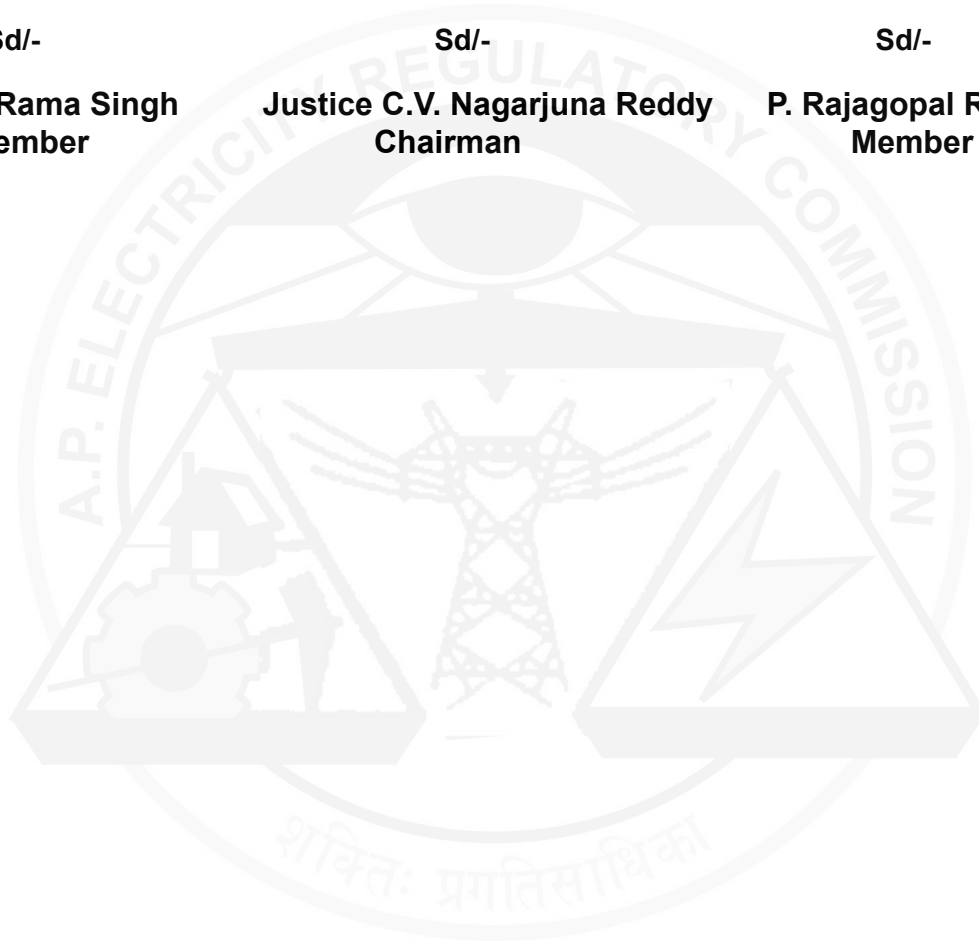 Sd/- Sd/- Sd/-
Rama Singh Justice C.V. Nagarjuna Reddy P. Rajagopal R
ember Chairman Member
A.P. ELECTRICITY REGULATORY COMMISSION
शक्तिः प्रगतिसाधिका